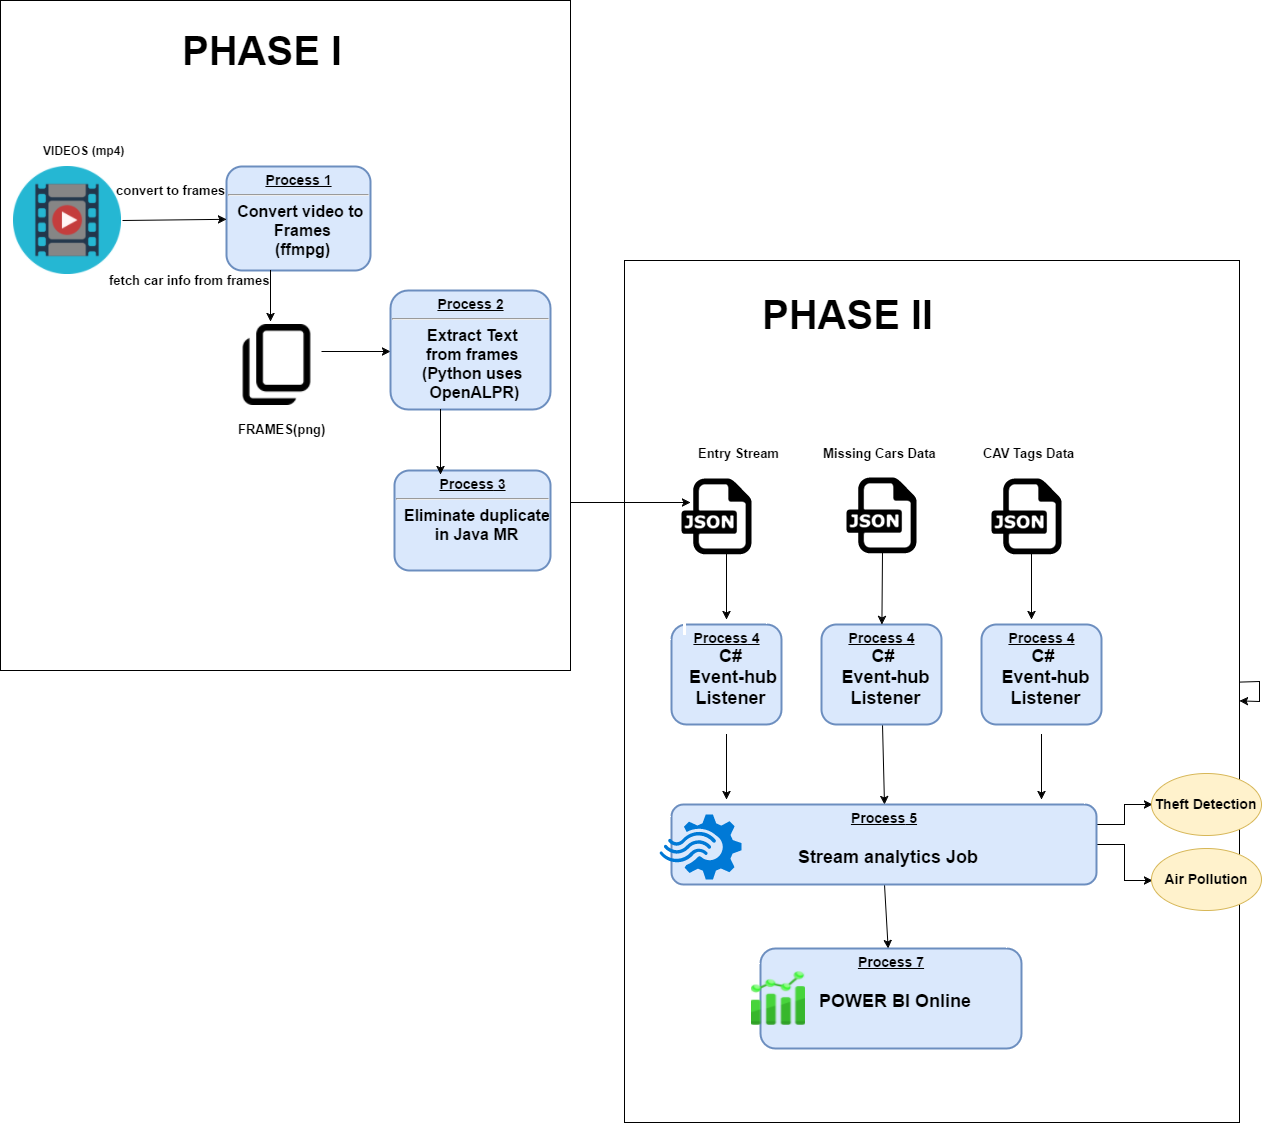 PHASE I
VIDEOS (mp4)
convert to frames
Process 1
Convert video to
Frames
(ffmpg)
fetch car info from frames
Process 2
Extract Text
from frames
(Python uses
OpenALPR)
FRAMES(png)
Process 3
Eliminate duplicate
in Java MR
PHASE II
Entry Stream
Missing Cars Data
CAV Tags Data
JSON
JSON
JSON
Process 4
C#
Event-hub
Listener
Process 4
C#
Event-hub
Listener
Process 4
C#
Event-hub
Listener
Process 5
Stream analytics Job
Theft Detection
Air Pollution
Process 7
POWER BI Online